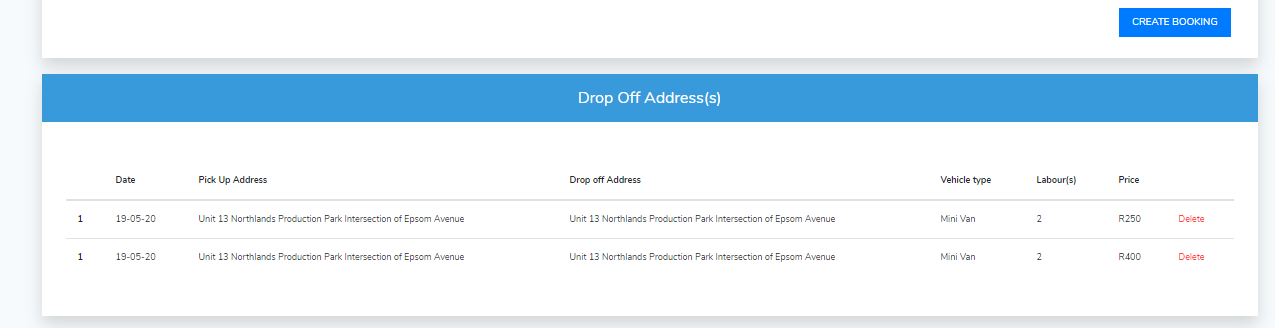 CREATE BOOKING
Drop Off Address(s)
Date Pick Up Address Drop off Address Vehicle type Labour(s) Price
1 19-05-20 Unit 13 Northlands Production Park Intersection of Epsom Avenue Unit 13 Northlands Production Park Intersection of Epsom Avenue Mini Van 2 R250 Delete
1 19-05-20 Unit 13 Northlands Production Park Intersection of Epsom Avenue Unit 13 Northlands Production Park Intersection of Epsom Avenue Mini Van 2 R400 Delete